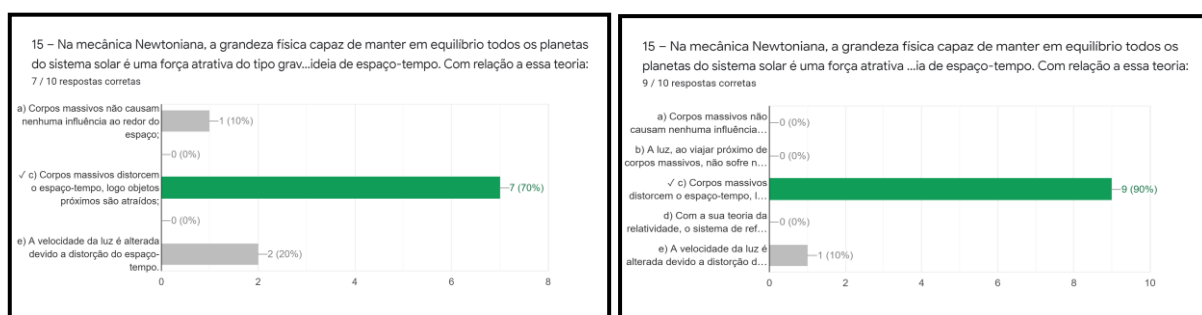 15 – Na mecânica Newtoniana, a grandeza física capaz de manter em equilíbrio todos os planetas
do sistema solar é uma força atrativa do tipo grav...ideia de espaço-tempo. Com relação a essa teoria:
7 / 10 respostas corretas
a) Corpos massivos não causam
nenhuma influência ao redor do
espaço;
1 (10%)
0 (0%)
✓ c) Corpos massivos distorcem
o espaço-tempo, logo objetos
próximos são atraídos;
7 (70%)
0 (0%)
e) A velocidade da luz é alterada
devido a distorção do espaço-
tempo.
2 (20%)
0 2 4 6 8
15 – Na mecânica Newtoniana, a grandeza física capaz de manter em equilíbrio todos os
planetas do sistema solar é uma força atrativa ...ia de espaço-tempo. Com relação a essa teoria:
9 / 10 respostas corretas
a) Corpos massivos não
causam nenhuma influência...
0 (0%)
b) A luz, ao viajar próximo de
corpos massivos, não sofre n...
0 (0%)
✓ c) Corpos massivos
distorcem o espaço-tempo, l...
9 (90%)
d) Com a sua teoria da
relatividade, o sistema de ref...
0 (0%)
e) A velocidade da luz é
alterada devido a distorção d...
1 (10%)
0 2 4 6 8 10